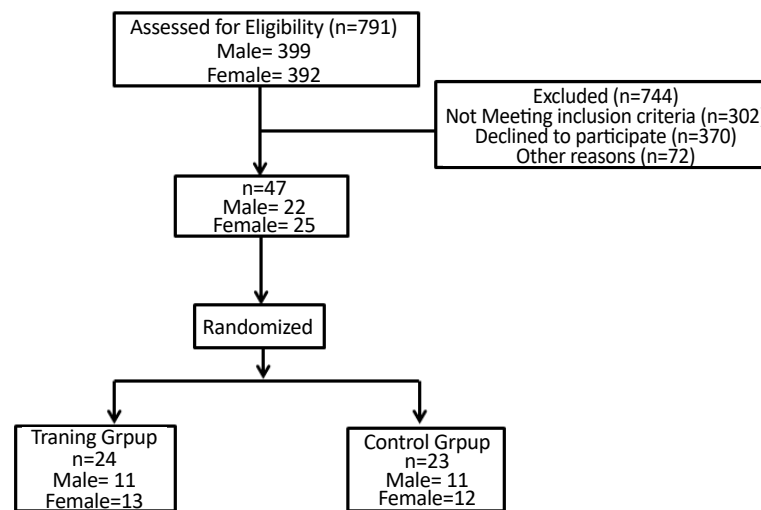 Assessed for Eligibility (n=791)
Male= 399
Female= 392
Excluded (n=744)
Not Meeting inclusion criteria (n=302)
Declined to participate (n=370)
Other reasons (n=72)
n=47
Male= 22
Female= 25
Randomized
Traning Grpup
n=24
Male= 11
Female=13
Control Grpup
n=23
Male= 11
Female=12